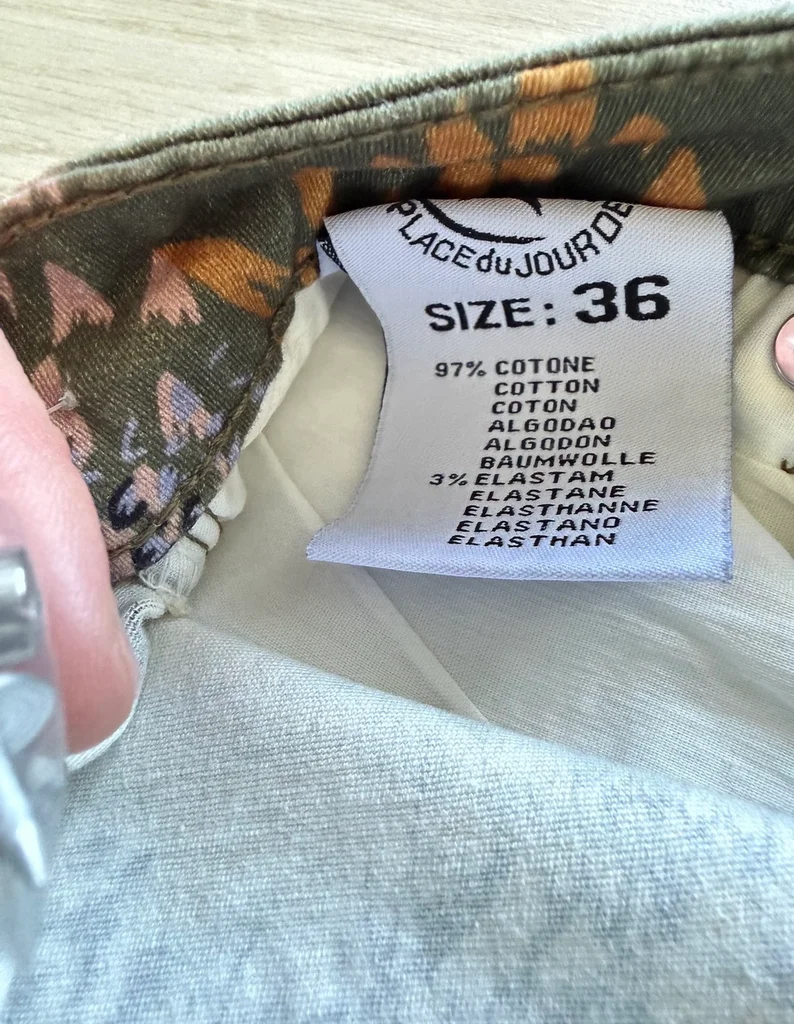 PLACE du JOUR DE
SIZE: 36
97% COTONE
COTTON
COTON
ALGODAO
ALGODON
BAUMWOLLE
3% ELASTAM
ELASTANE
ELASTHANNE
ELASTANO
ELASTHAN